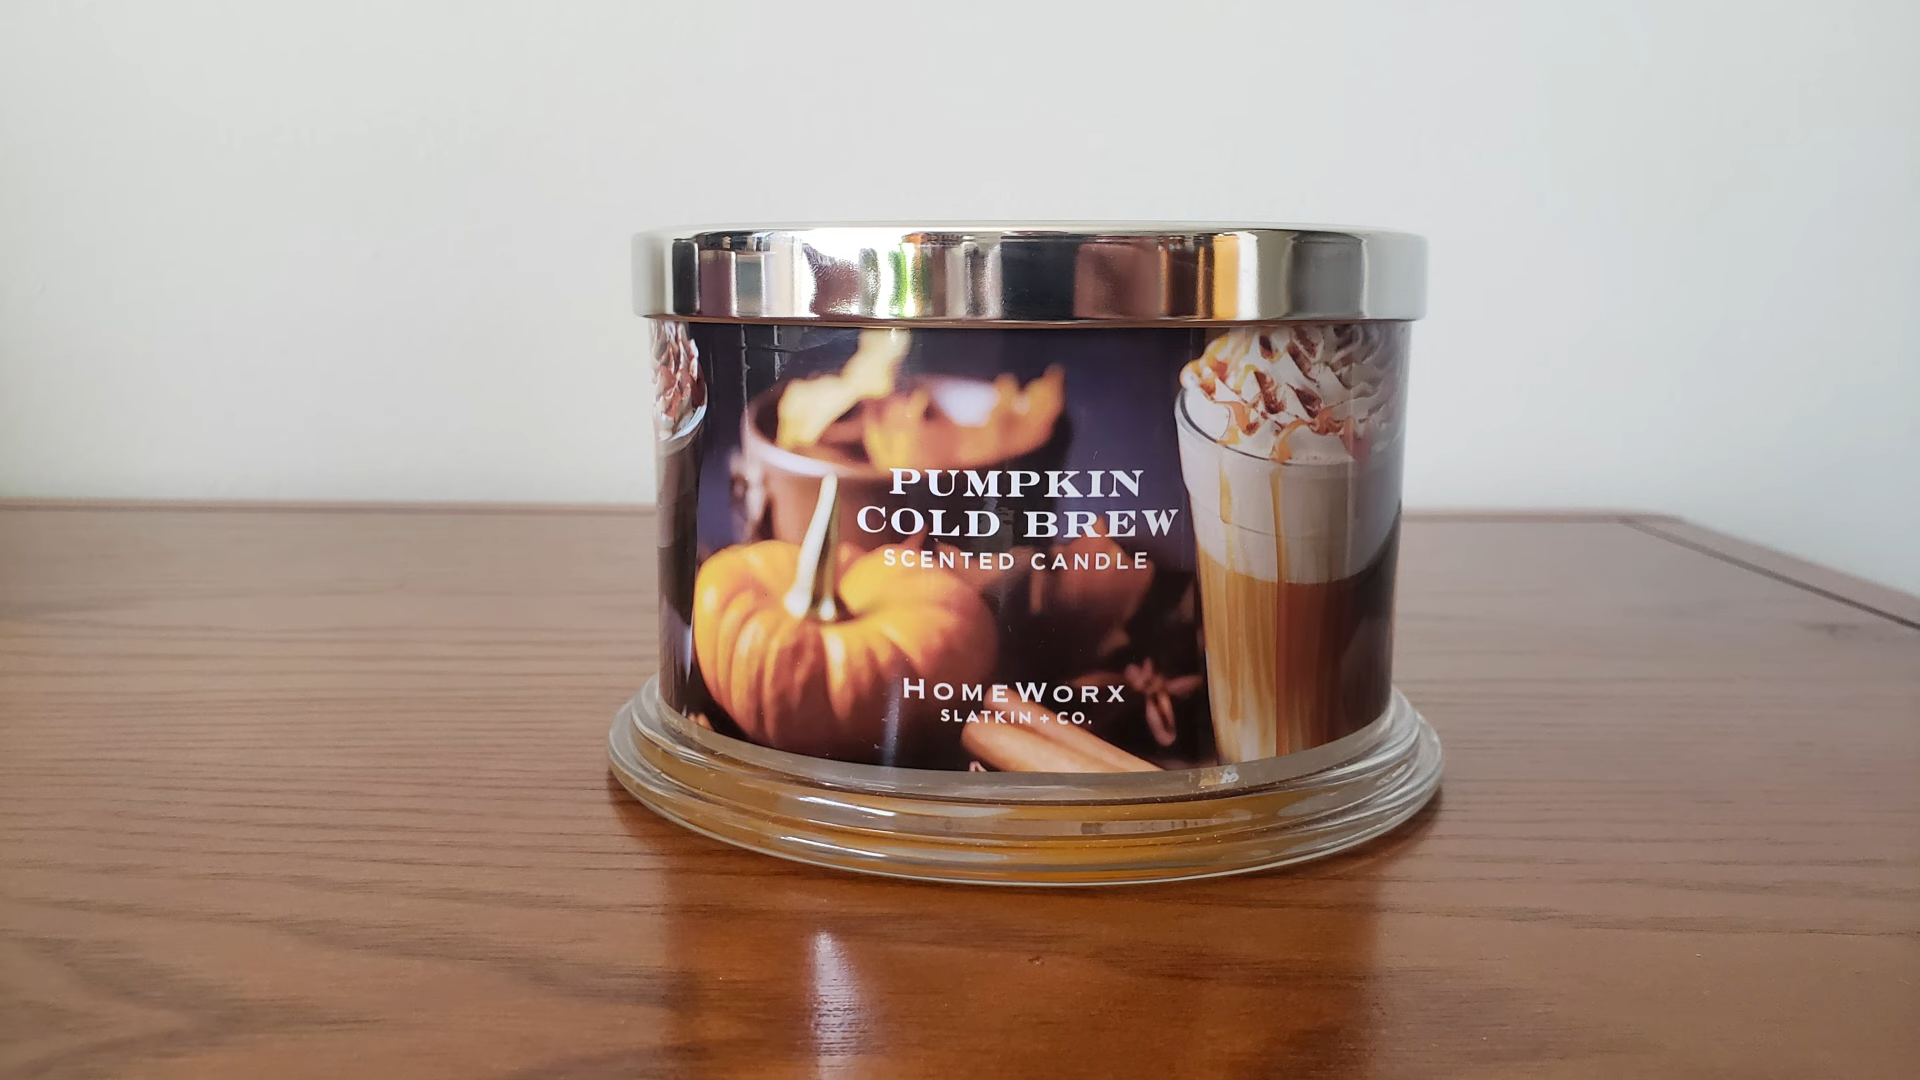 PUMPKIN
COLD BREW
SCENTED CANDLE
HOMEWORX
SLATKIN + CO.